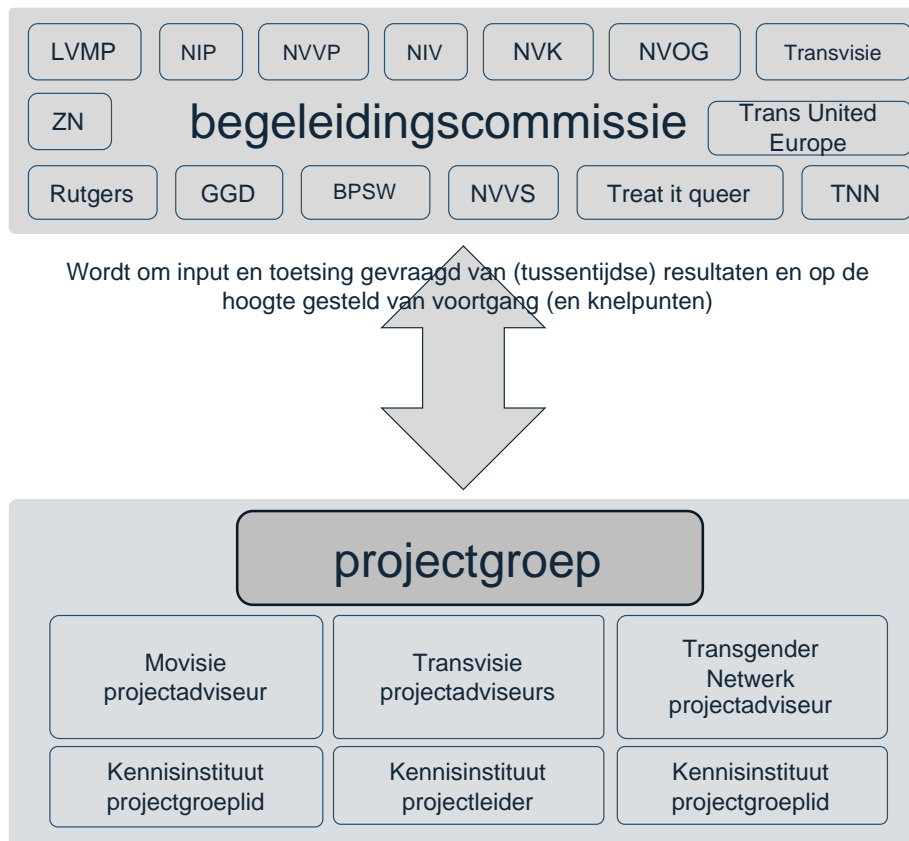 LVMP
NIP
NVVP
NIV
NVK
NVOG
Transvisie
ZN
begeleidingscommissie
Trans United
Europe
Rutgers
GGD
BPSW
NVVS
Treat it queer
TNN
Wordt om input en toetsing gevraagd van (tussentijdse) resultaten en op de
hoogte gesteld van voortgang (en knelpunten)
projectgroep
Movisie
projectadviseur
Transvisie
projectadviseurs
Transgender
Netwerk
projectadviseur
Kennisinstituut
projectgroeplid
Kennisinstituut
projectleider
Kennisinstituut
projectgroeplid